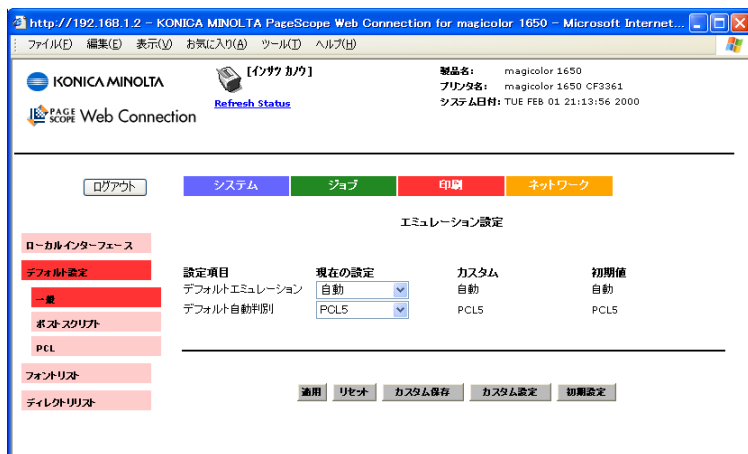 http://192.168.1.2 - KONICA MINOLTA PageScope Web Connection for magicolor 1650 - Microsoft Internet...
ファイル(F) 編集(E) 表示(V) お気に入り(A) ツール(T) ヘルプ(H)
KONICA MINOLTA
PAGE SCOPE Web Connection
[インサツ カノウ]
Refresh Status
製品名: magicolor 1650
プリンタ名: magicolor 1650 CF3361
システム日付: TUE FEB 01 21:13:56 2000
ログアウト
システム ジョブ 印刷 ネットワーク
ローカルインターフェース
デフォルト設定
一般
ポストスクリプト
PCL
フォントリスト
ディレクトリリスト
エミュレーション設定
設定項目 現在の設定 カスタム 初期値
デフォルトエミュレーション 自動 自動 自動
デフォルト自動判別 PCL5 PCL5 PCL5
適用 リセット カスタム保存 カスタム設定 初期設定